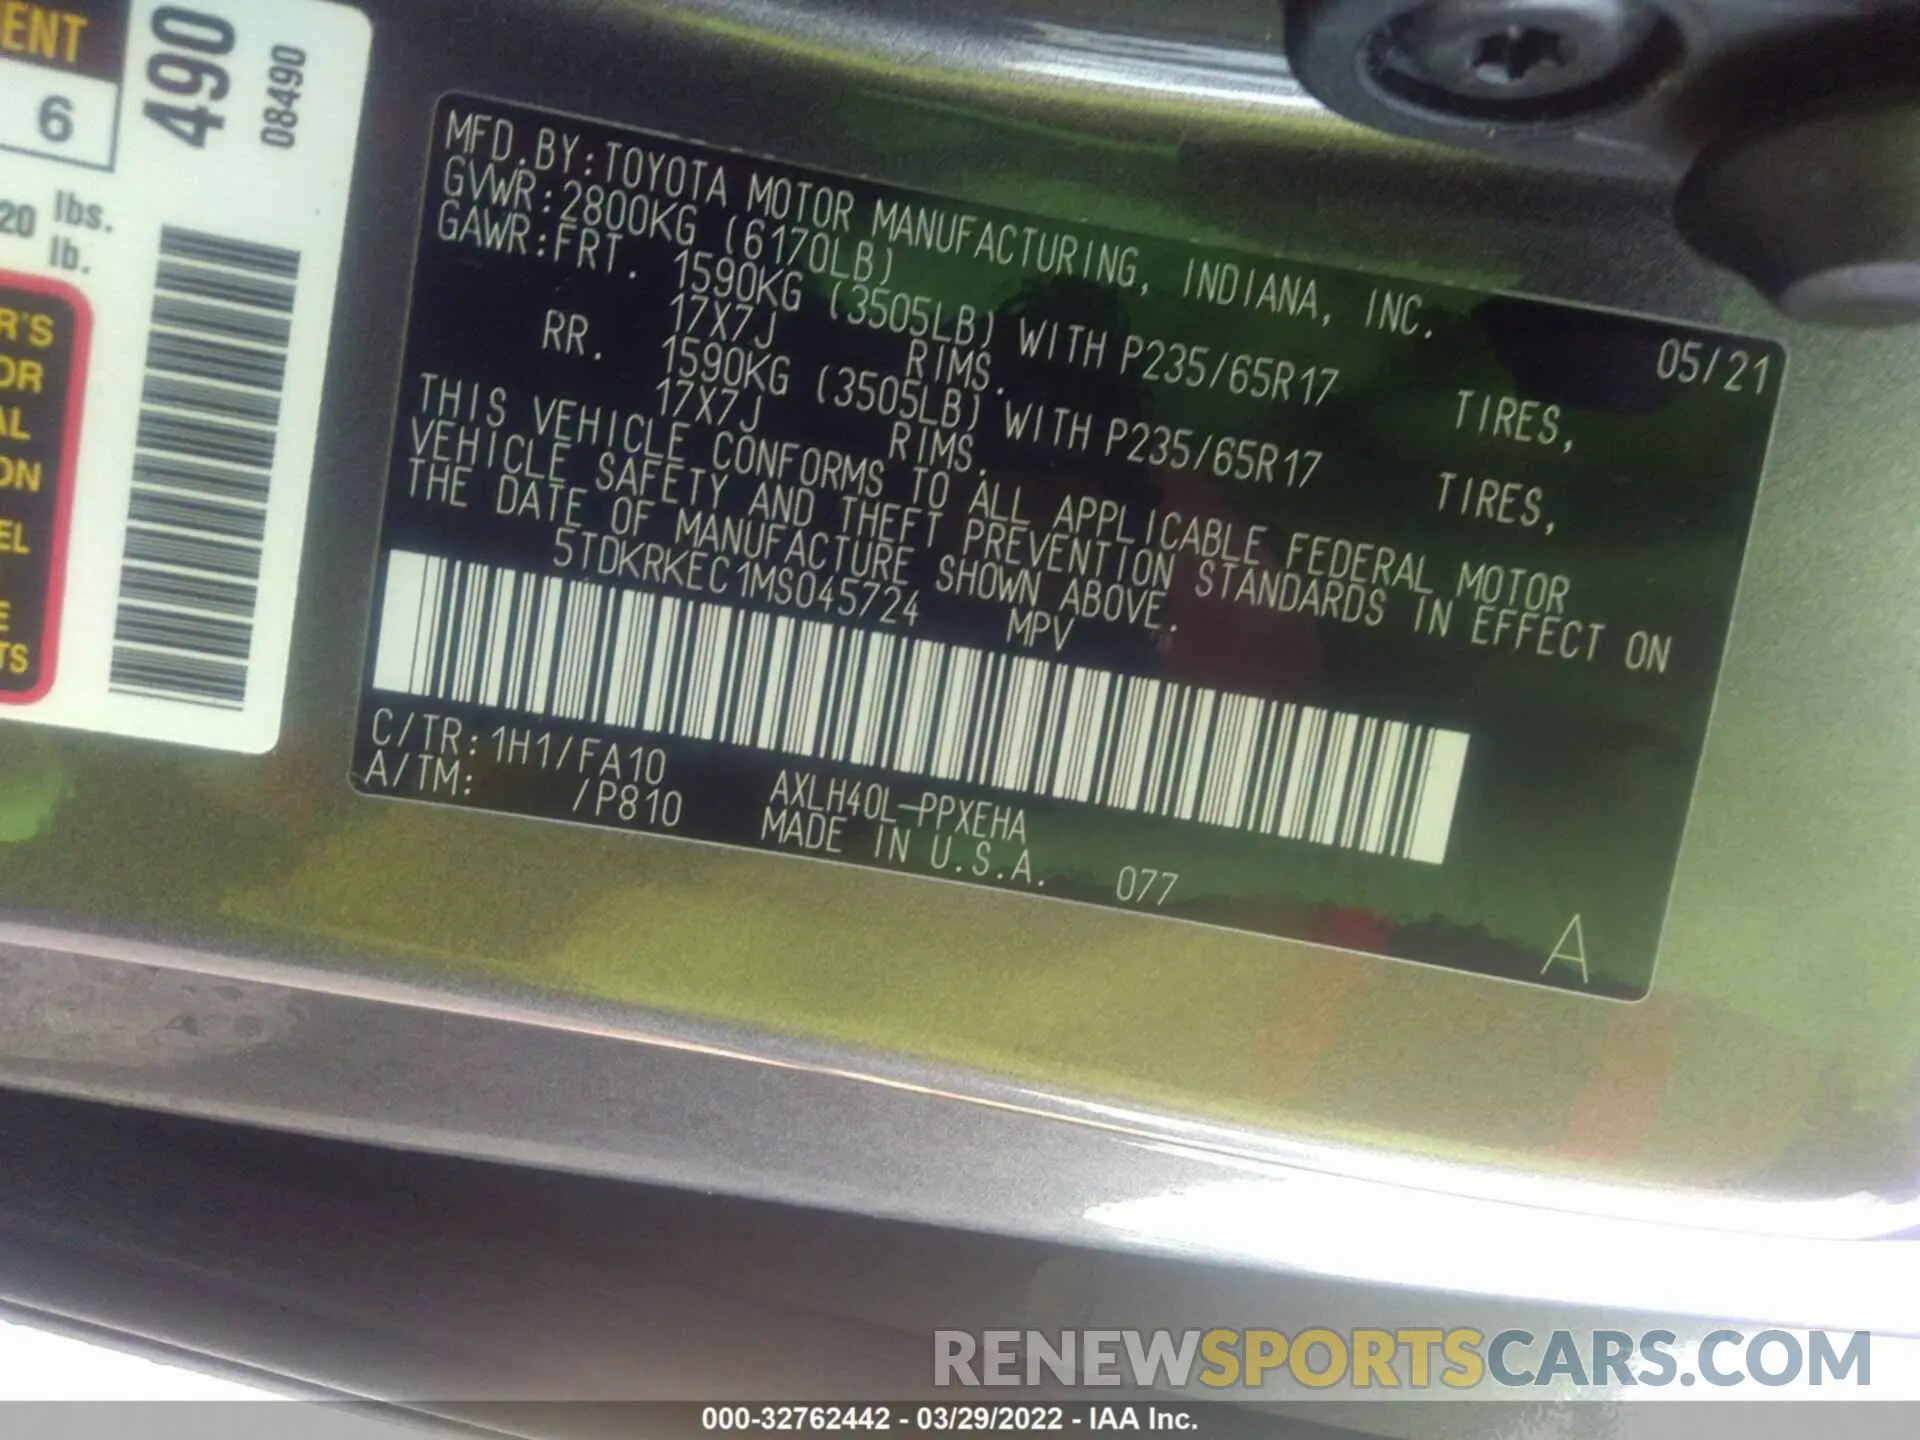 ENT
6
20 lbs.
lb.
490
08490
R'S
OR
AL
ON
EL
E
TS
MFD.BY:TOYOTA MOTOR MANUFACTURING, INDIANA, INC. 05/21
GVWR:2800KG (6170LB)
GAWR:FRT. 1590KG (3505LB) WITH P235/65R17 TIRES,
17X7J RIMS.
RR. 1590KG (3505LB) WITH P235/65R17 TIRES,
17X7J RIMS.
THIS VEHICLE CONFORMS TO ALL APPLICABLE FEDERAL MOTOR
VEHICLE SAFETY AND THEFT PREVENTION STANDARDS IN EFFECT ON
THE DATE OF MANUFACTURE SHOWN ABOVE.
5TDKRKEC1MS045724 MPV
C/TR:1H1/FA10 AXLH40L-PPXEHA
A/TM: /P810 MADE IN U.S.A. 077
A
RENEWSPORTSCARS.COM
000-32762442 - 03/29/2022 - IAA Inc.